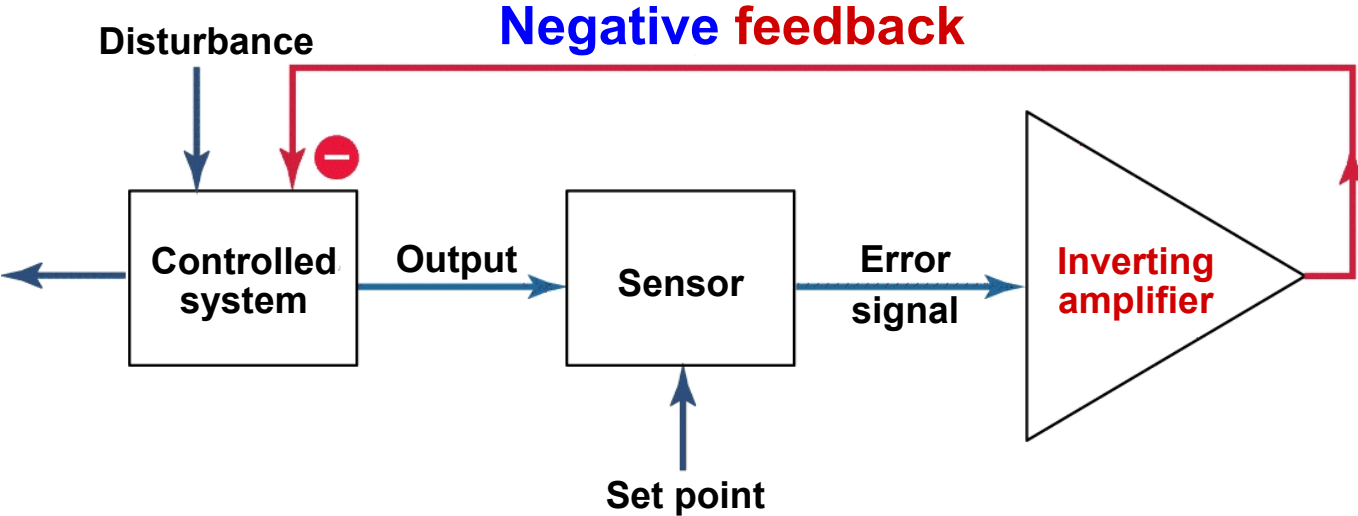 Negative feedback
Disturbance
Controlled
system
Output
Sensor
Error
signal
Inverting
amplifier
Set point